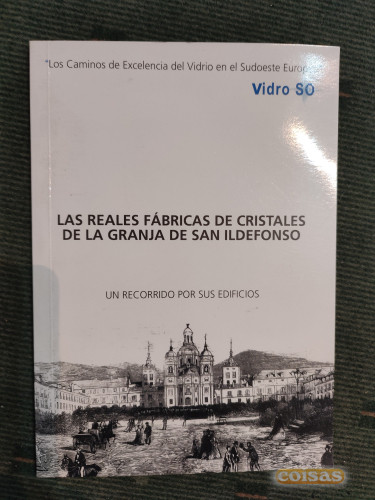 "Los Caminos de Excelencia del Vidrio en el Sudoeste
Vidro SO
LAS REALES FÁBRICAS DE CRISTALES
DE LA GRANJA DE SAN ILDEFONSO
UN RECORRIDO POR SUS EDIFICIOS
coisas